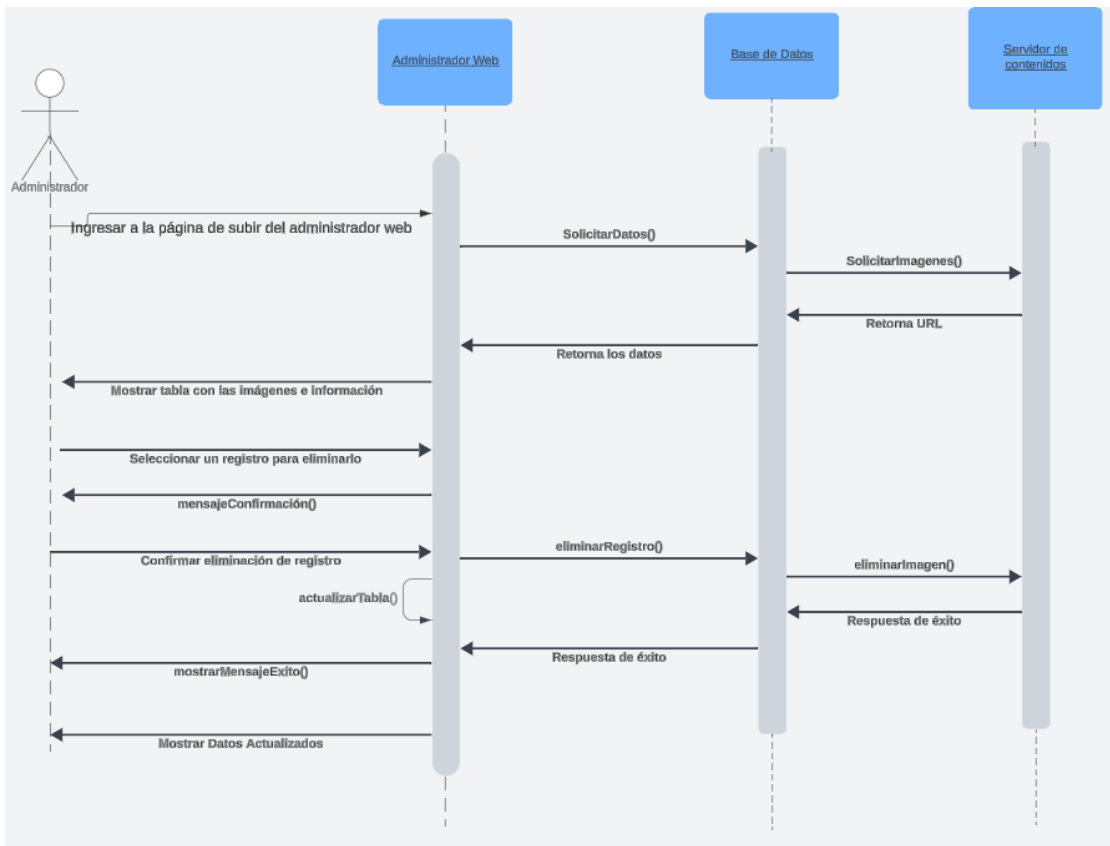 Administrador Web
Base de Datos
Servidor de
contenidos
Administrador
Ingresar a la página de subir del administrador web
SolicitarDatos()
SolicitarImagenes()
Retorna URL
Retorna los datos
Mostrar tabla con las imágenes e información
Seleccionar un registro para eliminarlo
mensajeConfirmación()
Confirmar eliminación de registro
eliminarRegistro()
eliminarImagen()
actualizarTabla()
Respuesta de éxito
Respuesta de éxito
mostrarMensajeExito()
Mostrar Datos Actualizados